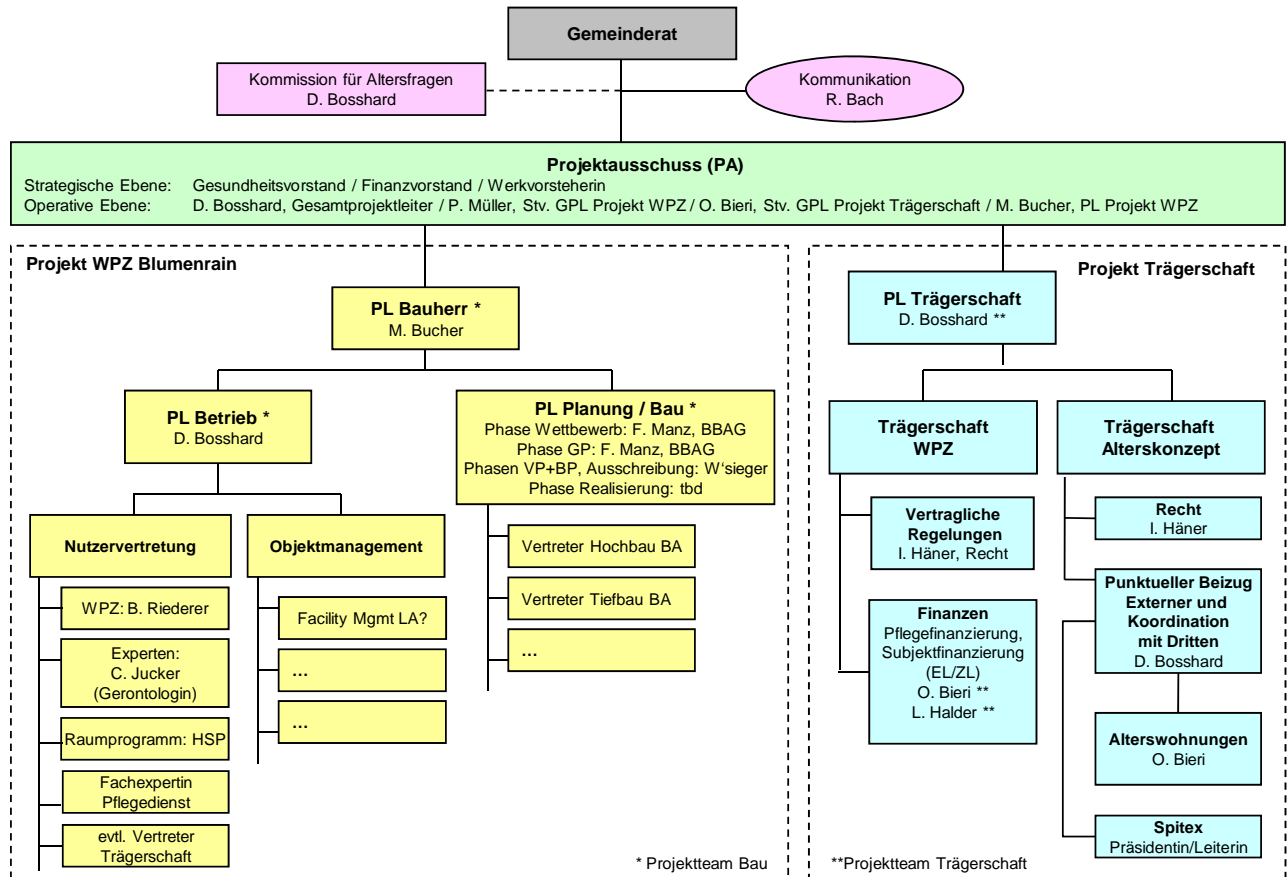 Gemeinderat
Kommission für Altersfragen
D. Bosshard
Kommunikation
R. Bach
Projektausschuss (PA)
Strategische Ebene: Gesundheitsvorstand / Finanzvorstand / Werkvorsteherin
Operative Ebene: D. Bosshard, Gesamtprojektleiter / P. Müller, Stv. GPL Projekt WPZ / O. Bieri, Stv. GPL Projekt Trägerschaft / M. Bucher, PL Projekt WPZ
Projekt WPZ Blumenrain
PL Bauherr *
M. Bucher
PL Betrieb *
D. Bosshard
PL Planung / Bau *
Phase Wettbewerb: F. Manz, BBAG
Phase GP: F. Manz, BBAG
Phasen VP+BP, Ausschreibung: W'sieger
Phase Realisierung: tbd
Nutzervertretung
WPZ: B. Riederer
Experten:
C. Jucker
(Gerontologin)
Raumprogramm: HSP
Fachexpertin
Pflegedienst
evtl. Vertreter
Trägerschaft
Objektmanagement
Facility Mgmt LA?
...
...
Vertreter Hochbau BA
Vertreter Tiefbau BA
...
* Projektteam Bau
Projekt Trägerschaft
PL Trägerschaft
D. Bosshard **
Trägerschaft
WPZ
Vertragliche
Regelungen
I. Häner, Recht
Finanzen
Pflegefinanzierung,
Subjektfinanzierung
(EL/ZL)
O. Bieri **
L. Halder **
Trägerschaft
Alterskonzept
Recht
I. Häner
Punktueller Beizug
Externer und
Koordination
mit Dritten
D. Bosshard
Alterswohnungen
O. Bieri
Spitex
Präsidentin/Leiterin
**Projektteam Trägerschaft